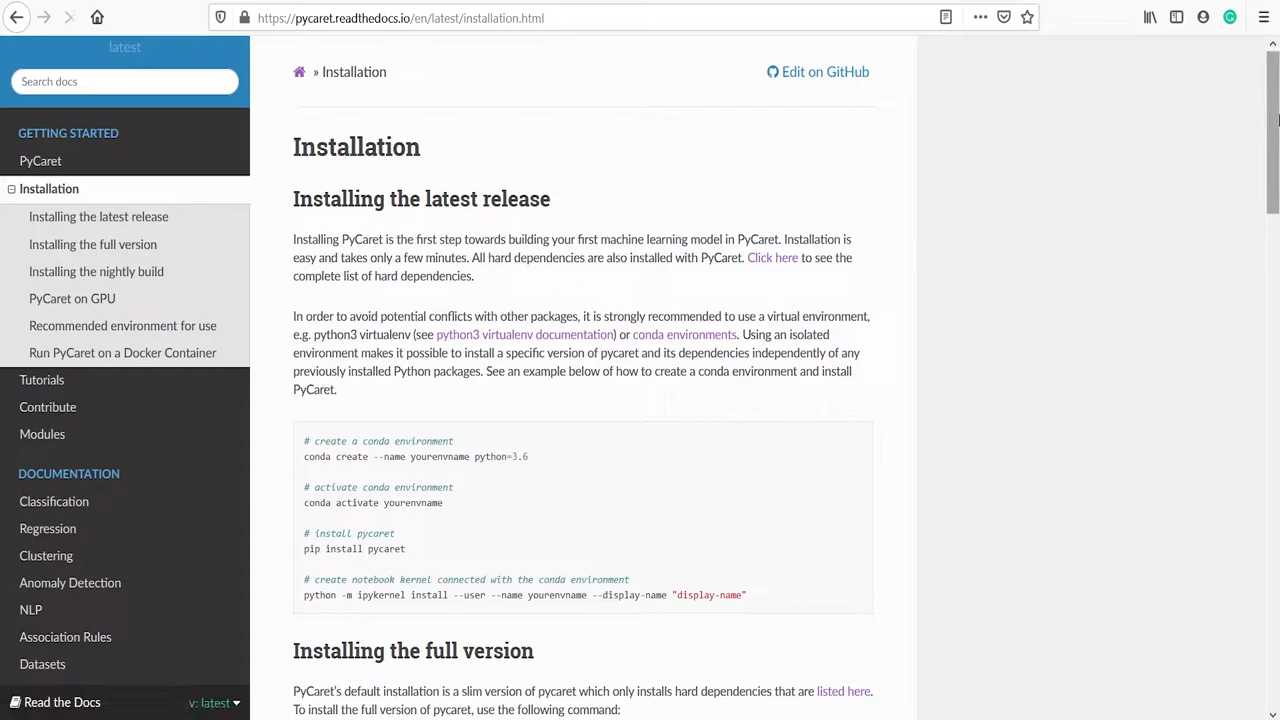 https://pycaret.readthedocs.io/en/latest/installation.html
latest
Search docs
GETTING STARTED
PyCaret
Installation
Installing the latest release
Installing the full version
Installing the nightly build
PyCaret on GPU
Recommended environment for use
Run PyCaret on a Docker Container
Tutorials
Contribute
Modules
DOCUMENTATION
Classification
Regression
Clustering
Anomaly Detection
NLP
Association Rules
Datasets
Read the Docs
v: latest
» Installation
Edit on GitHub
Installation
Installing the latest release
Installing PyCaret is the first step towards building your first machine learning model in PyCaret. Installation is
easy and takes only a few minutes. All hard dependencies are also installed with PyCaret. Click here to see the
complete list of hard dependencies.
In order to avoid potential conflicts with other packages, it is strongly recommended to use a virtual environment,
e.g. python3 virtualenv (see python3 virtualenv documentation) or conda environments. Using an isolated
environment makes it possible to install a specific version of pycaret and its dependencies independently of any
previously installed Python packages. See an example below of how to create a conda environment and install
PyCaret.
# create a conda environment
conda create --name yourenvname python=3.6
# activate conda environment
conda activate yourenvname
# install pycaret
pip install pycaret
# create notebook kernel connected with the conda environment
python -m ipykernel install --user --name yourenvname --display-name "display-name"
Installing the full version
PyCaret's default installation is a slim version of pycaret which only installs hard dependencies that are listed here.
To install the full version of pycaret, use the following command: